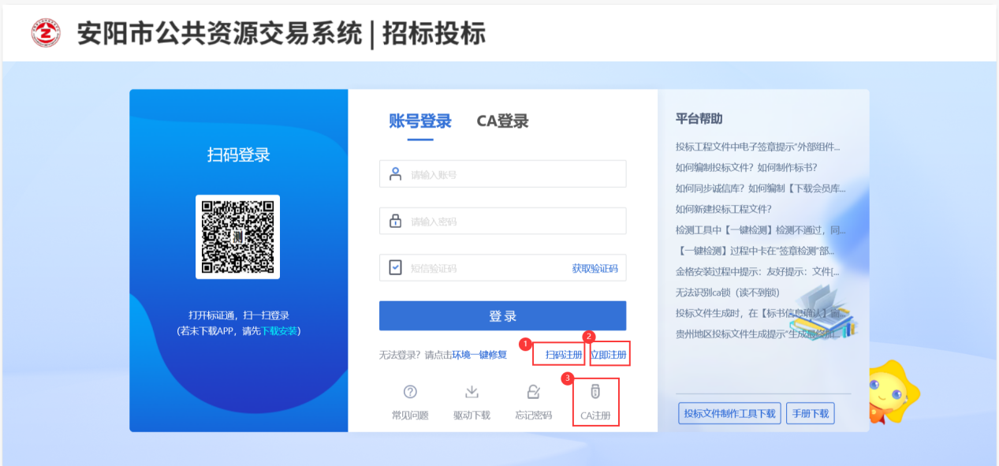 安阳市公共资源交易系统 | 招标投标
扫码登录
测
打开标证通，扫一扫登录
(若未下载APP，请先下载安装)
账号登录 CA登录
请输入账号
请输入密码
短信验证码 获取验证码
登录
无法登录？请点击环境一键修复 1 扫码注册 2 立即注册
3
常见问题 驱动下载 忘记密码 CA注册
平台帮助
投标工程文件中电子签章提示"外部组件...
如何编制投标文件？如何制作标书？
如何同步诚信库？如何编制【下载会员库...
如何新建投标工程文件？
检测工具中【一键检测】检测不通过，同...
【一键检测】过程中卡在"签章检测"部...
金格安装过程中提示：友好提示：文件[...
无法识别ca锁（读不到锁）
投标文件生成时，在【标书信息确认】
贵州地区投标文件生成提示"生成最终加...
投标文件制作工具下载 手册下载